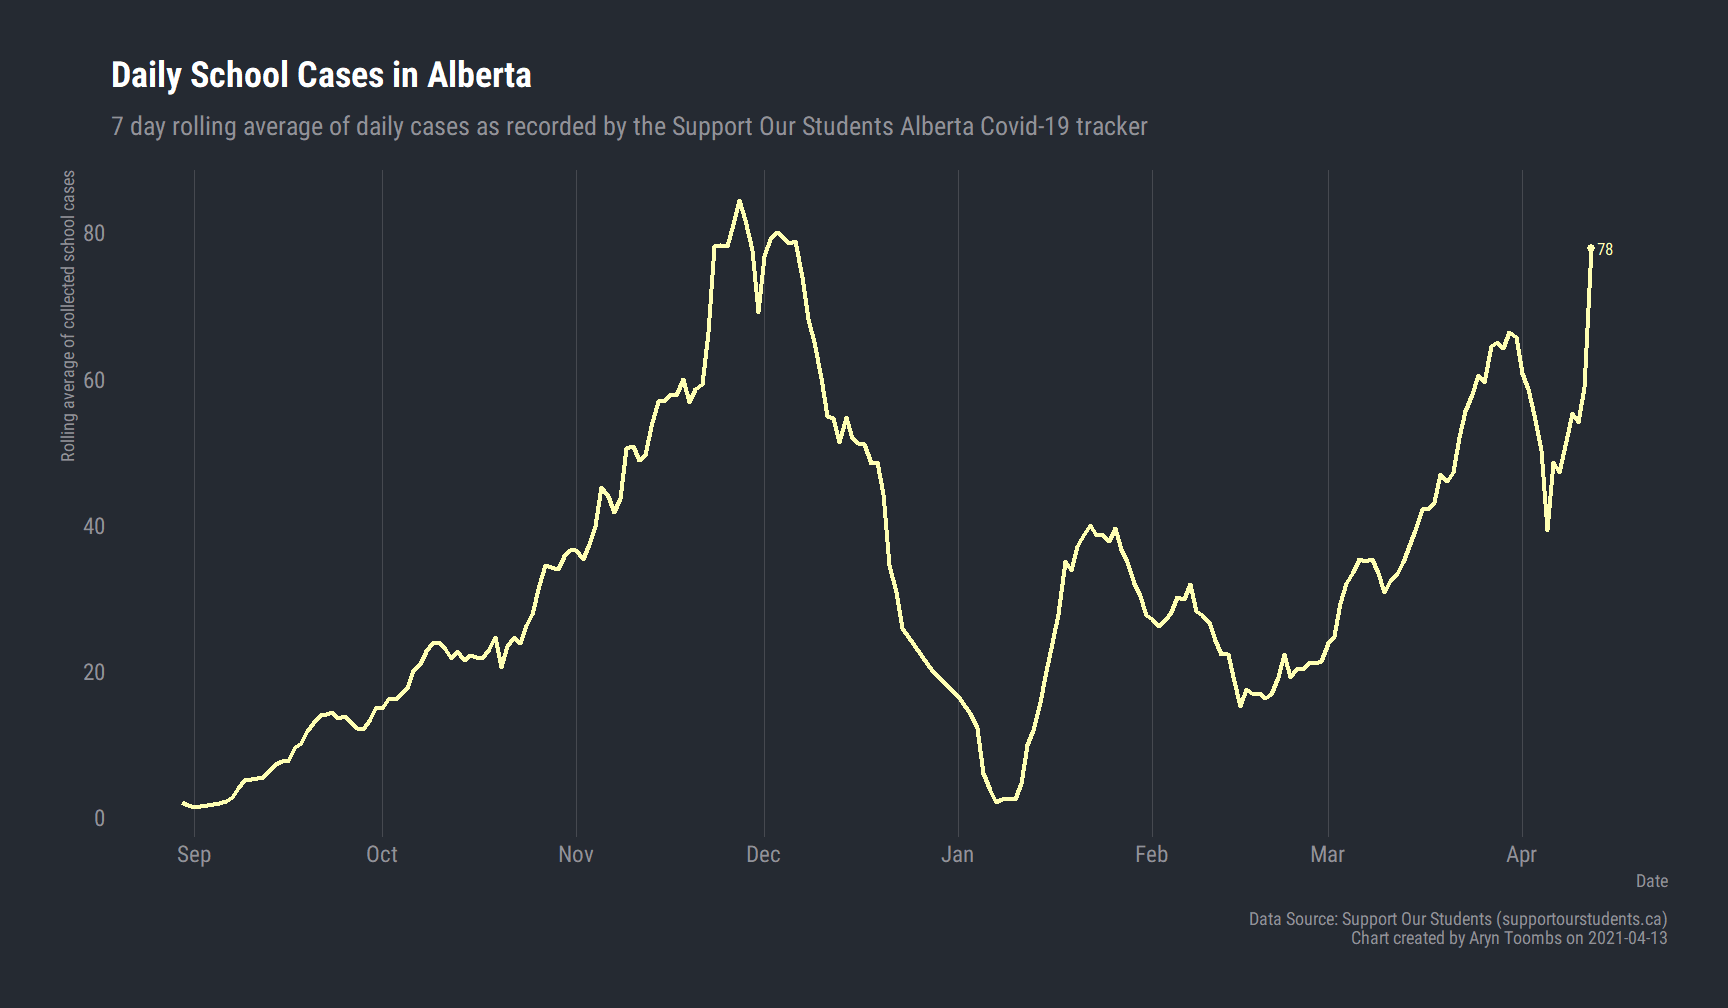 Daily School Cases in Alberta
7 day rolling average of daily cases as recorded by the Support Our Students Alberta Covid-19 tracker
Rolling average of collected school cases
80
60
40
20
0
78
Sep
Oct
Nov
Dec
Jan
Feb
Mar
Apr
Date
Data Source: Support Our Students (supportourstudents.ca)
Chart created by Aryn Toombs on 2021-04-13